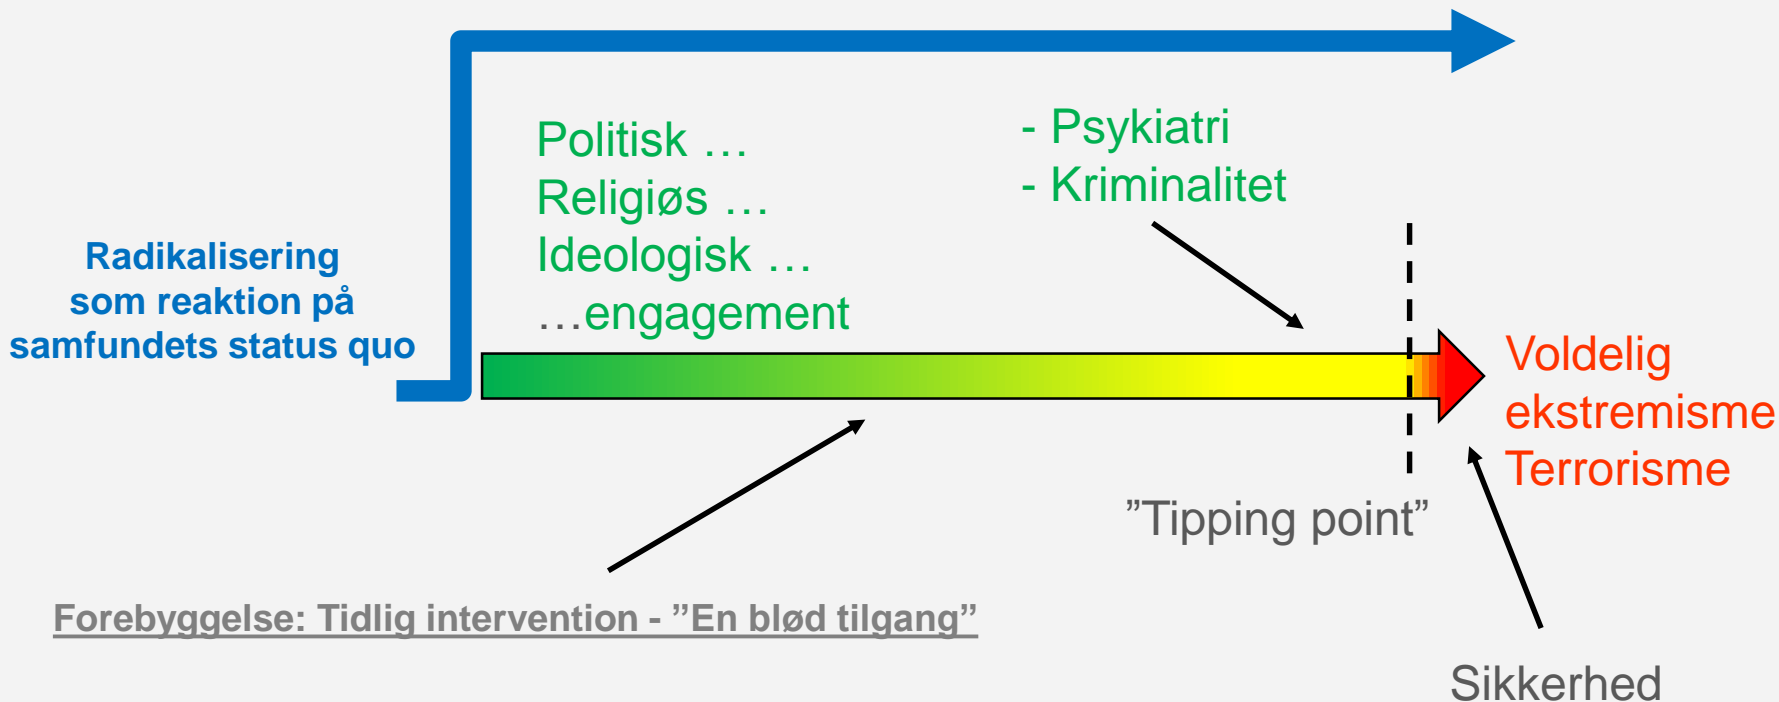 Radikalisering
som reaktion på
samfundets status quo
Politisk …
Religiøs …
Ideologisk …
…engagement
- Psykiatri
- Kriminalitet
Voldelig
ekstremisme
Terrorisme
”Tipping point”
Forebyggelse: Tidlig intervention - ”En blød tilgang”
Sikkerhed